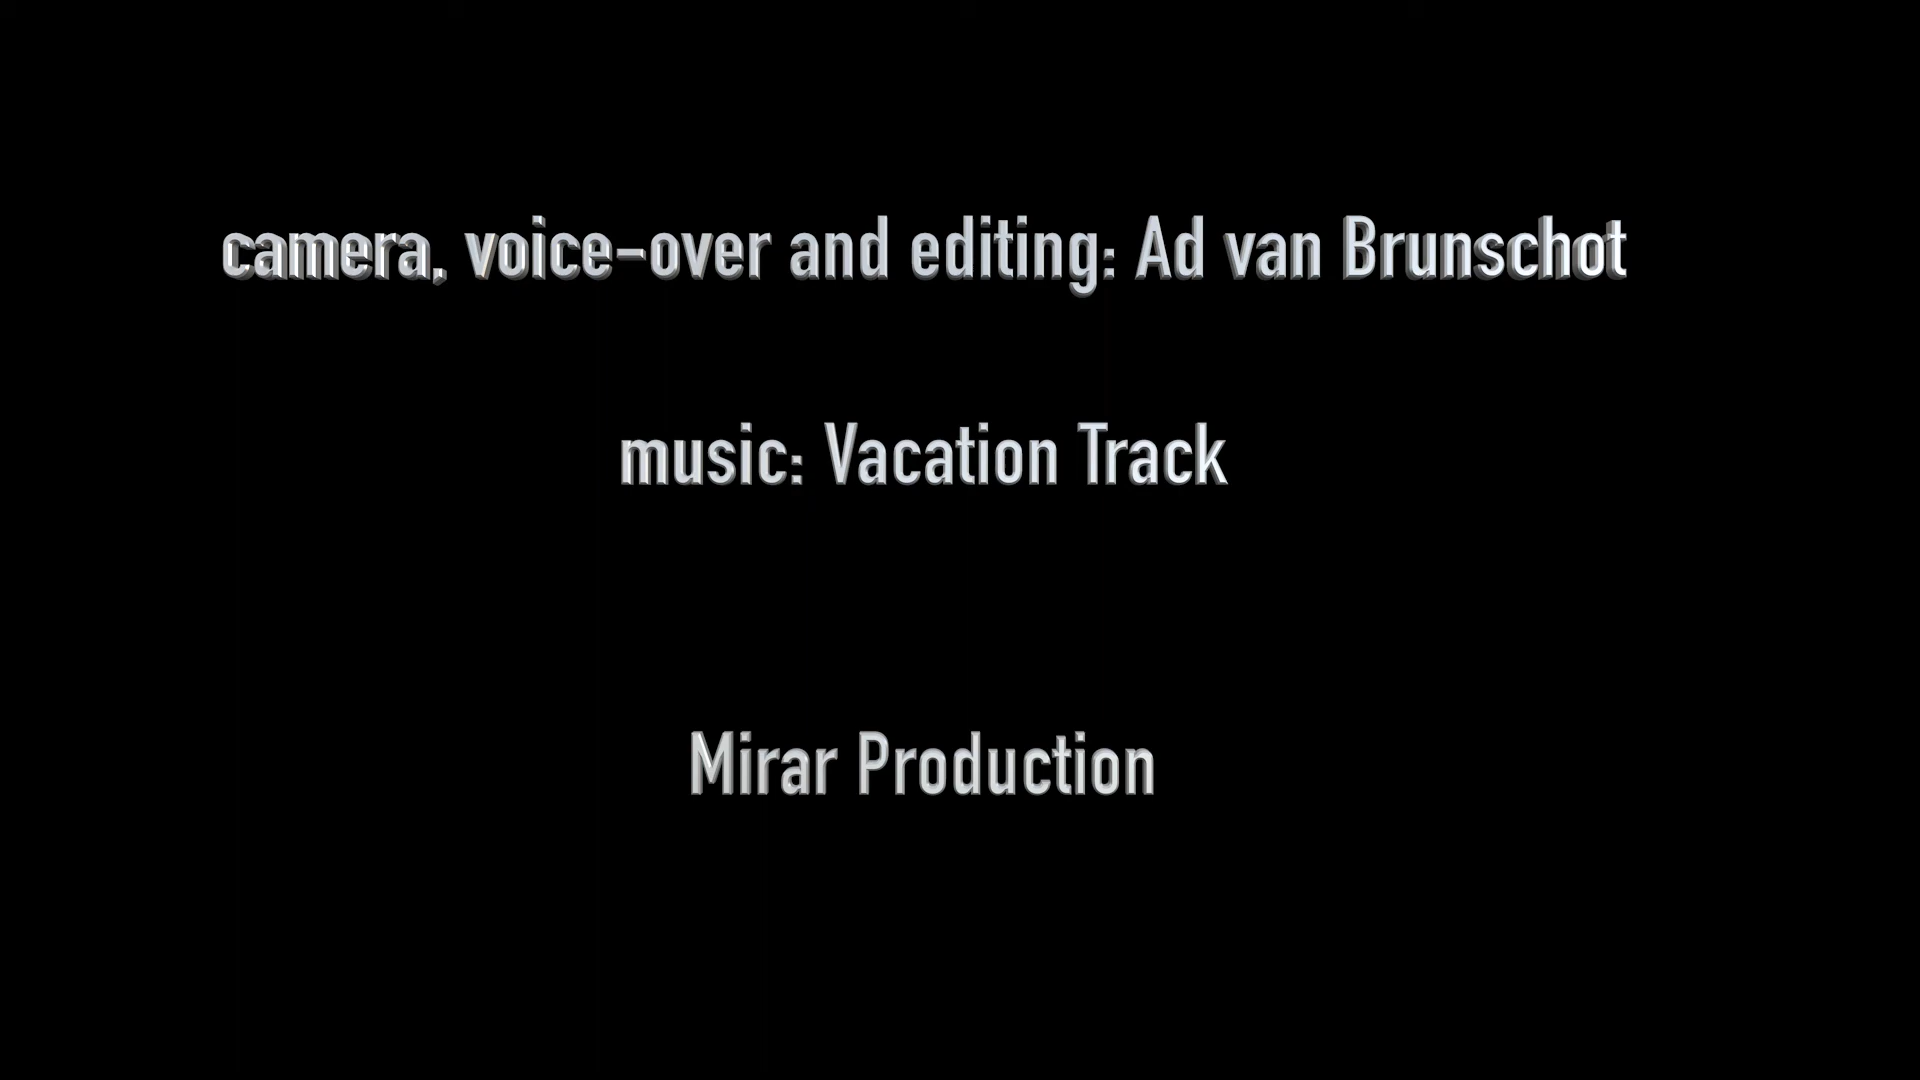 camera, voice-over and editing: Ad van Brunschot
music: Vacation Track
Mirar Production